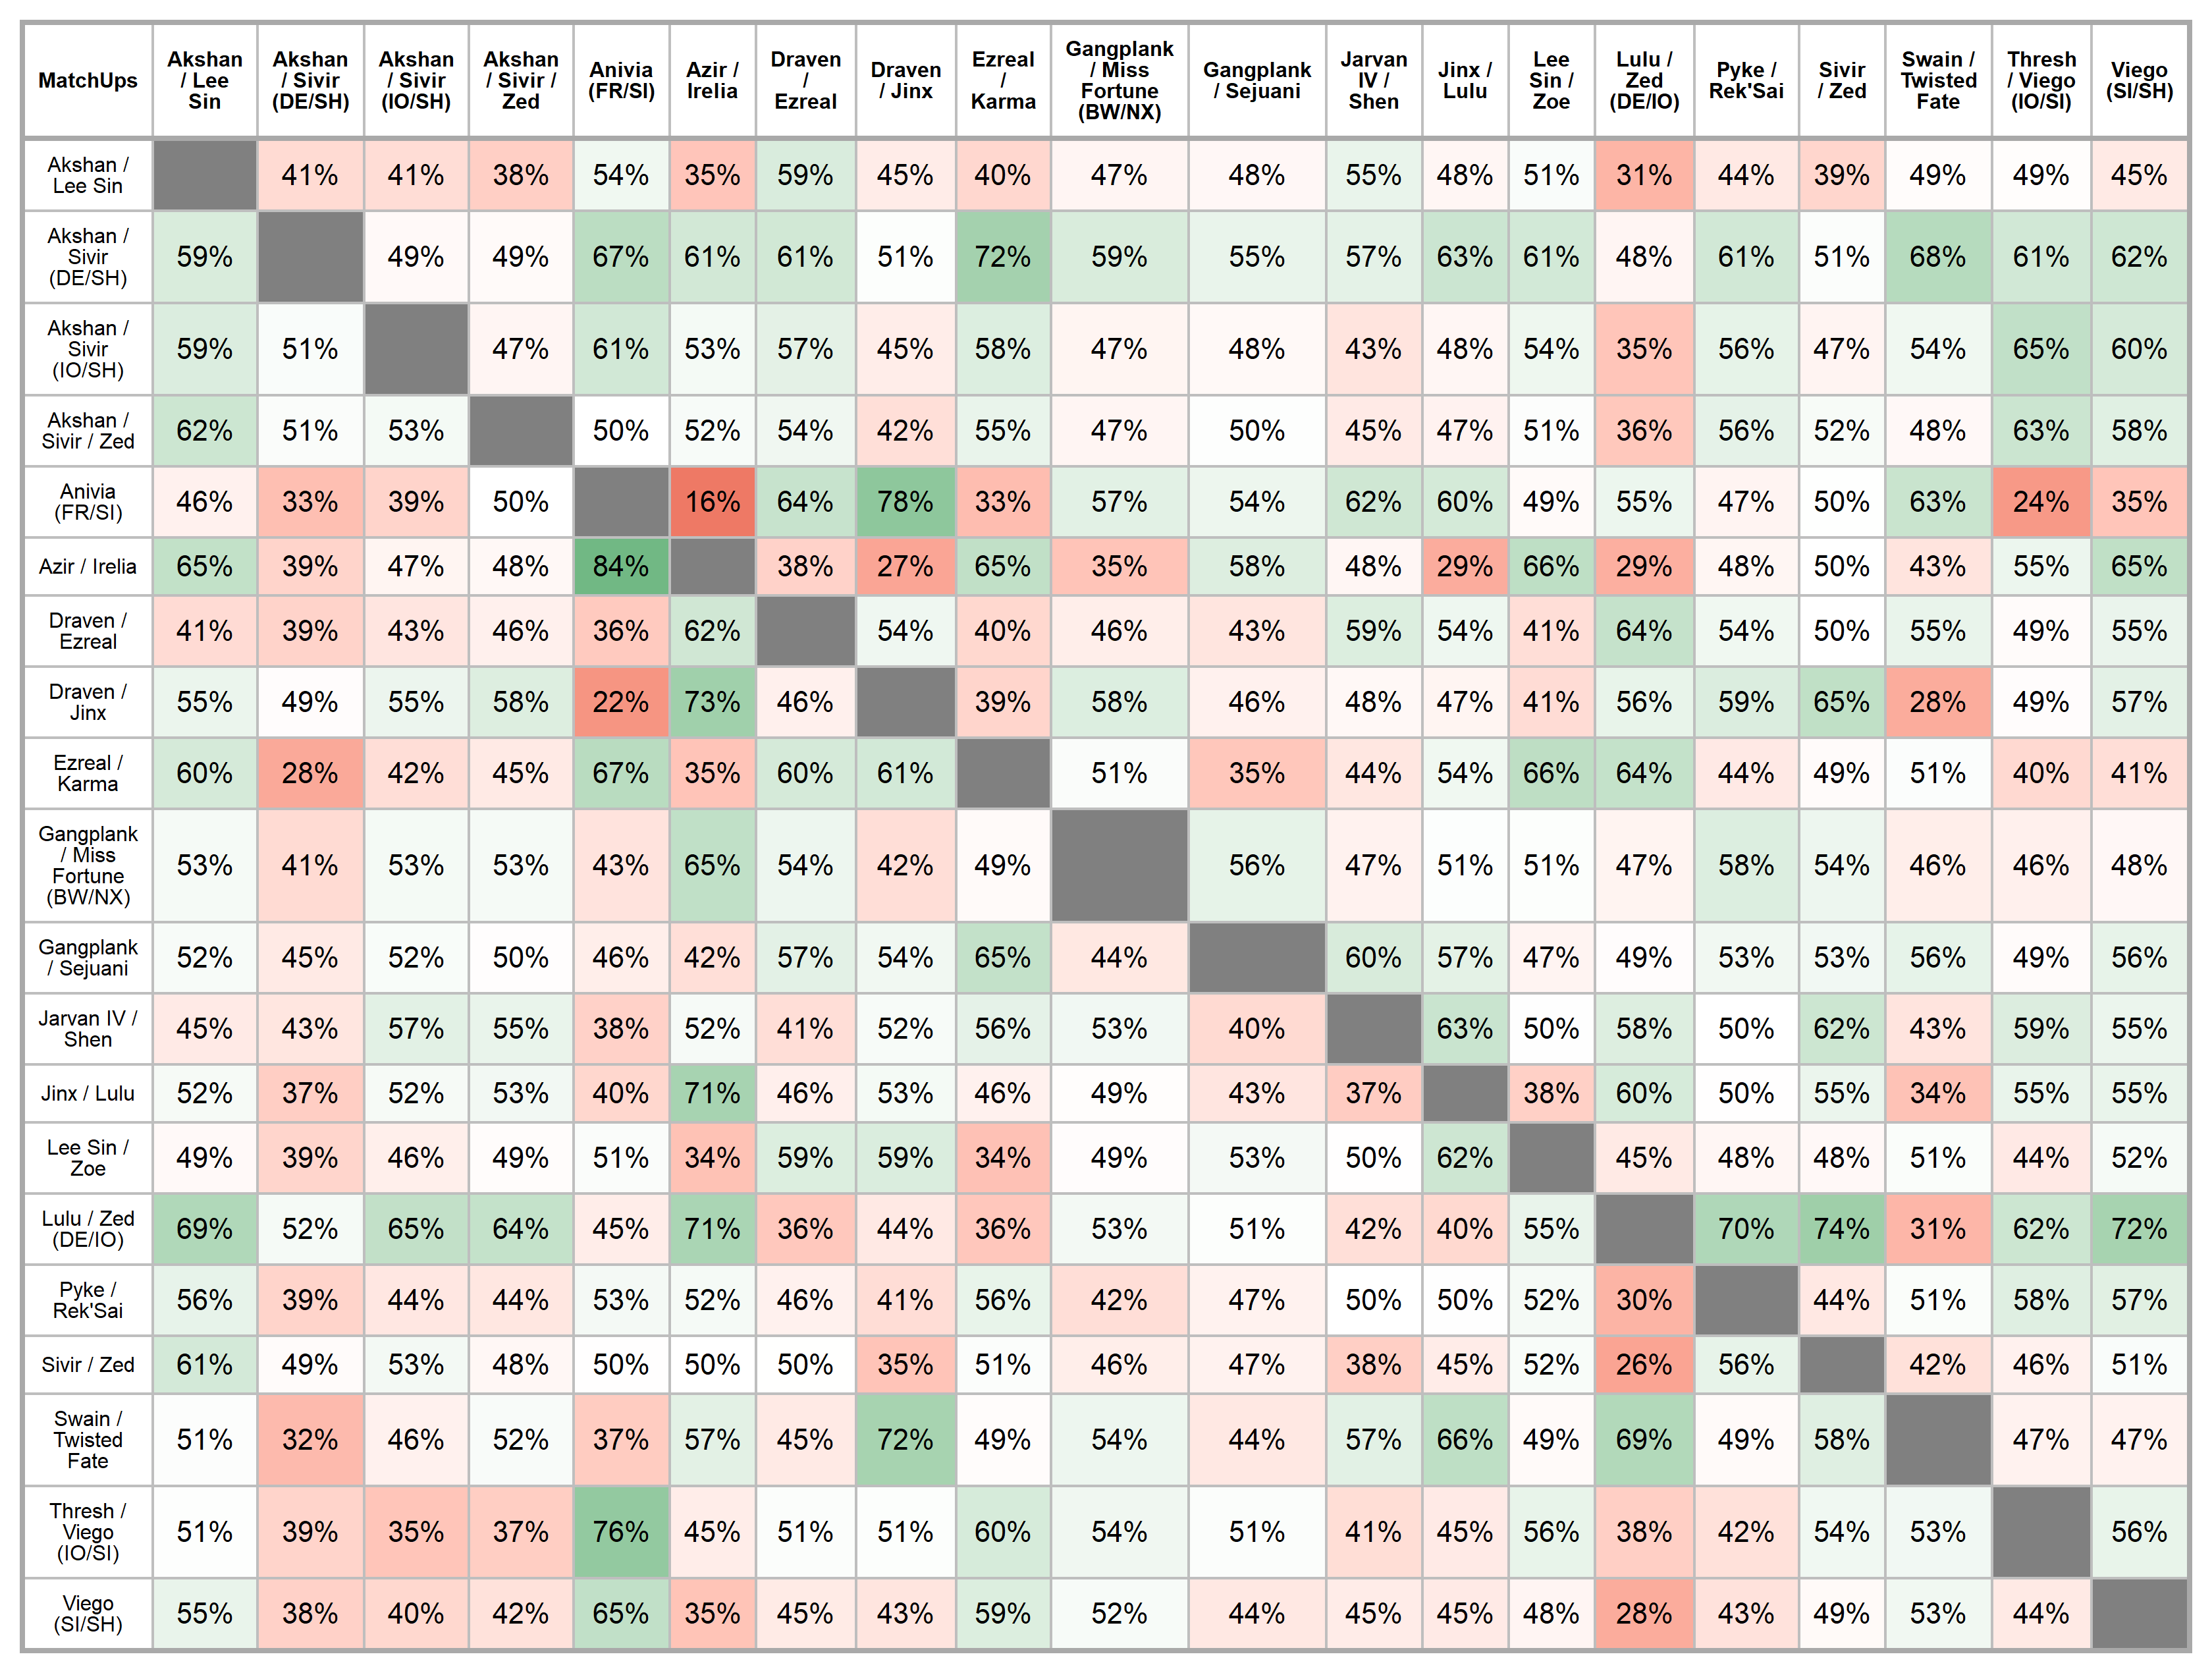 MatchUps | Akshan / Lee Sin | Akshan / Sivir (DE/SH) | Akshan / Sivir (IO/SH) | Akshan / Sivir / Zed | Anivia (FR/SI) | Azir / Irelia | Draven / Ezreal | Draven / Jinx | Ezreal / Karma | Gangplank / Miss Fortune (BW/NX) | Gangplank / Sejuani | Jarvan IV / Shen | Jinx / Lulu | Lee Sin / Zoe | Lulu / Zed (DE/IO) | Pyke / Rek'Sai | Sivir / Zed | Swain / Twisted Fate | Thresh / Viego (IO/SI) | Viego (SI/SH)
Akshan / Lee Sin | | 41% | 41% | 38% | 54% | 35% | 59% | 45% | 40% | 47% | 48% | 55% | 48% | 51% | 31% | 44% | 39% | 49% | 49% | 45%
Akshan / Sivir (DE/SH) | 59% | | 49% | 49% | 67% | 61% | 61% | 51% | 72% | 59% | 55% | 57% | 63% | 61% | 48% | 61% | 51% | 68% | 61% | 62%
Akshan / Sivir (IO/SH) | 59% | 51% | | 47% | 61% | 53% | 57% | 45% | 58% | 47% | 48% | 43% | 48% | 54% | 35% | 56% | 47% | 54% | 65% | 60%
Akshan / Sivir / Zed | 62% | 51% | 53% | | 50% | 52% | 54% | 42% | 55% | 47% | 50% | 45% | 47% | 51% | 36% | 56% | 52% | 48% | 63% | 58%
Anivia (FR/SI) | 46% | 33% | 39% | 50% | | 16% | 64% | 78% | 33% | 57% | 54% | 62% | 60% | 49% | 55% | 47% | 50% | 63% | 24% | 35%
Azir / Irelia | 65% | 39% | 47% | 48% | 84% | | 38% | 27% | 65% | 35% | 58% | 48% | 29% | 66% | 29% | 48% | 50% | 43% | 55% | 65%
Draven / Ezreal | 41% | 39% | 43% | 46% | 36% | 62% | | 54% | 40% | 46% | 43% | 59% | 54% | 41% | 64% | 54% | 50% | 55% | 49% | 55%
Draven / Jinx | 55% | 49% | 55% | 58% | 22% | 73% | 46% | | 39% | 58% | 46% | 48% | 47% | 41% | 56% | 59% | 65% | 28% | 49% | 57%
Ezreal / Karma | 60% | 28% | 42% | 45% | 67% | 35% | 60% | 61% | | 51% | 35% | 44% | 54% | 66% | 64% | 44% | 49% | 51% | 40% | 41%
Gangplank / Miss Fortune (BW/NX) | 53% | 41% | 53% | 53% | 43% | 65% | 54% | 42% | 49% | | 56% | 47% | 51% | 51% | 47% | 58% | 54% | 46% | 46% | 48%
Gangplank / Sejuani | 52% | 45% | 52% | 50% | 46% | 42% | 57% | 54% | 65% | 44% | | 60% | 57% | 47% | 49% | 53% | 53% | 56% | 49% | 56%
Jarvan IV / Shen | 45% | 43% | 57% | 55% | 38% | 52% | 41% | 52% | 56% | 53% | 40% | | 63% | 50% | 58% | 50% | 62% | 43% | 59% | 55%
Jinx / Lulu | 52% | 37% | 52% | 53% | 40% | 71% | 46% | 53% | 46% | 49% | 43% | 37% | | 38% | 60% | 50% | 55% | 34% | 55% | 55%
Lee Sin / Zoe | 49% | 39% | 46% | 49% | 51% | 34% | 59% | 59% | 34% | 49% | 53% | 50% | 62% | | 45% | 48% | 48% | 51% | 44% | 52%
Lulu / Zed (DE/IO) | 69% | 52% | 65% | 64% | 45% | 71% | 36% | 44% | 36% | 53% | 51% | 42% | 40% | 55% | | 70% | 74% | 31% | 62% | 72%
Pyke / Rek'Sai | 56% | 39% | 44% | 44% | 53% | 52% | 46% | 41% | 56% | 42% | 47% | 50% | 50% | 52% | 30% | | 44% | 51% | 58% | 57%
Sivir / Zed | 61% | 49% | 53% | 48% | 50% | 50% | 50% | 35% | 51% | 46% | 47% | 38% | 45% | 52% | 26% | 56% | | 42% | 46% | 51%
Swain / Twisted Fate | 51% | 32% | 46% | 52% | 37% | 57% | 45% | 72% | 49% | 54% | 44% | 57% | 66% | 49% | 69% | 49% | 58% | | 47% | 47%
Thresh / Viego (IO/SI) | 51% | 39% | 35% | 37% | 76% | 45% | 51% | 51% | 60% | 54% | 51% | 41% | 45% | 56% | 38% | 42% | 54% | 53% | | 56%
Viego (SI/SH) | 55% | 38% | 40% | 42% | 65% | 35% | 45% | 43% | 59% | 52% | 44% | 45% | 45% | 48% | 28% | 43% | 49% | 53% | 44% |